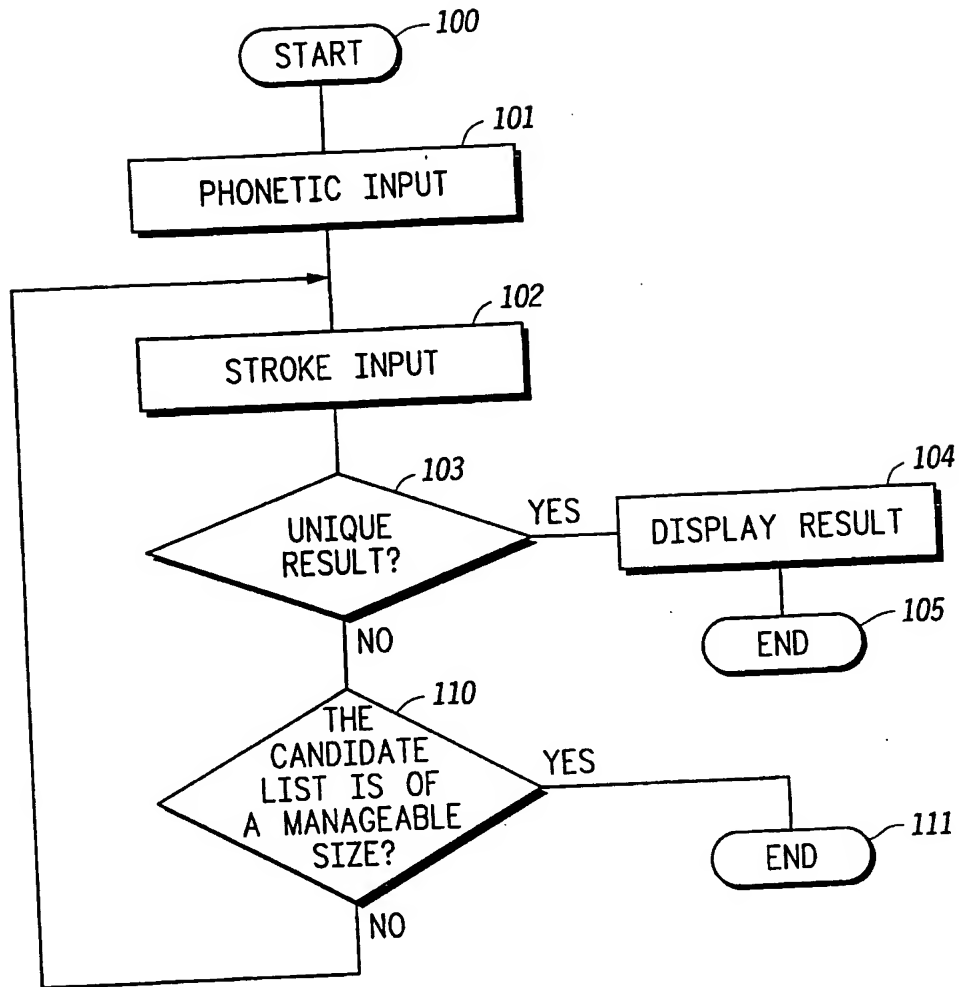 100
START
101
PHONETIC INPUT
102
STROKE INPUT
103
UNIQUE
RESULT?
YES
104
DISPLAY RESULT
105
END
NO
110
THE
CANDIDATE
LIST IS OF
A MANAGEABLE
SIZE?
YES
111
END
NO